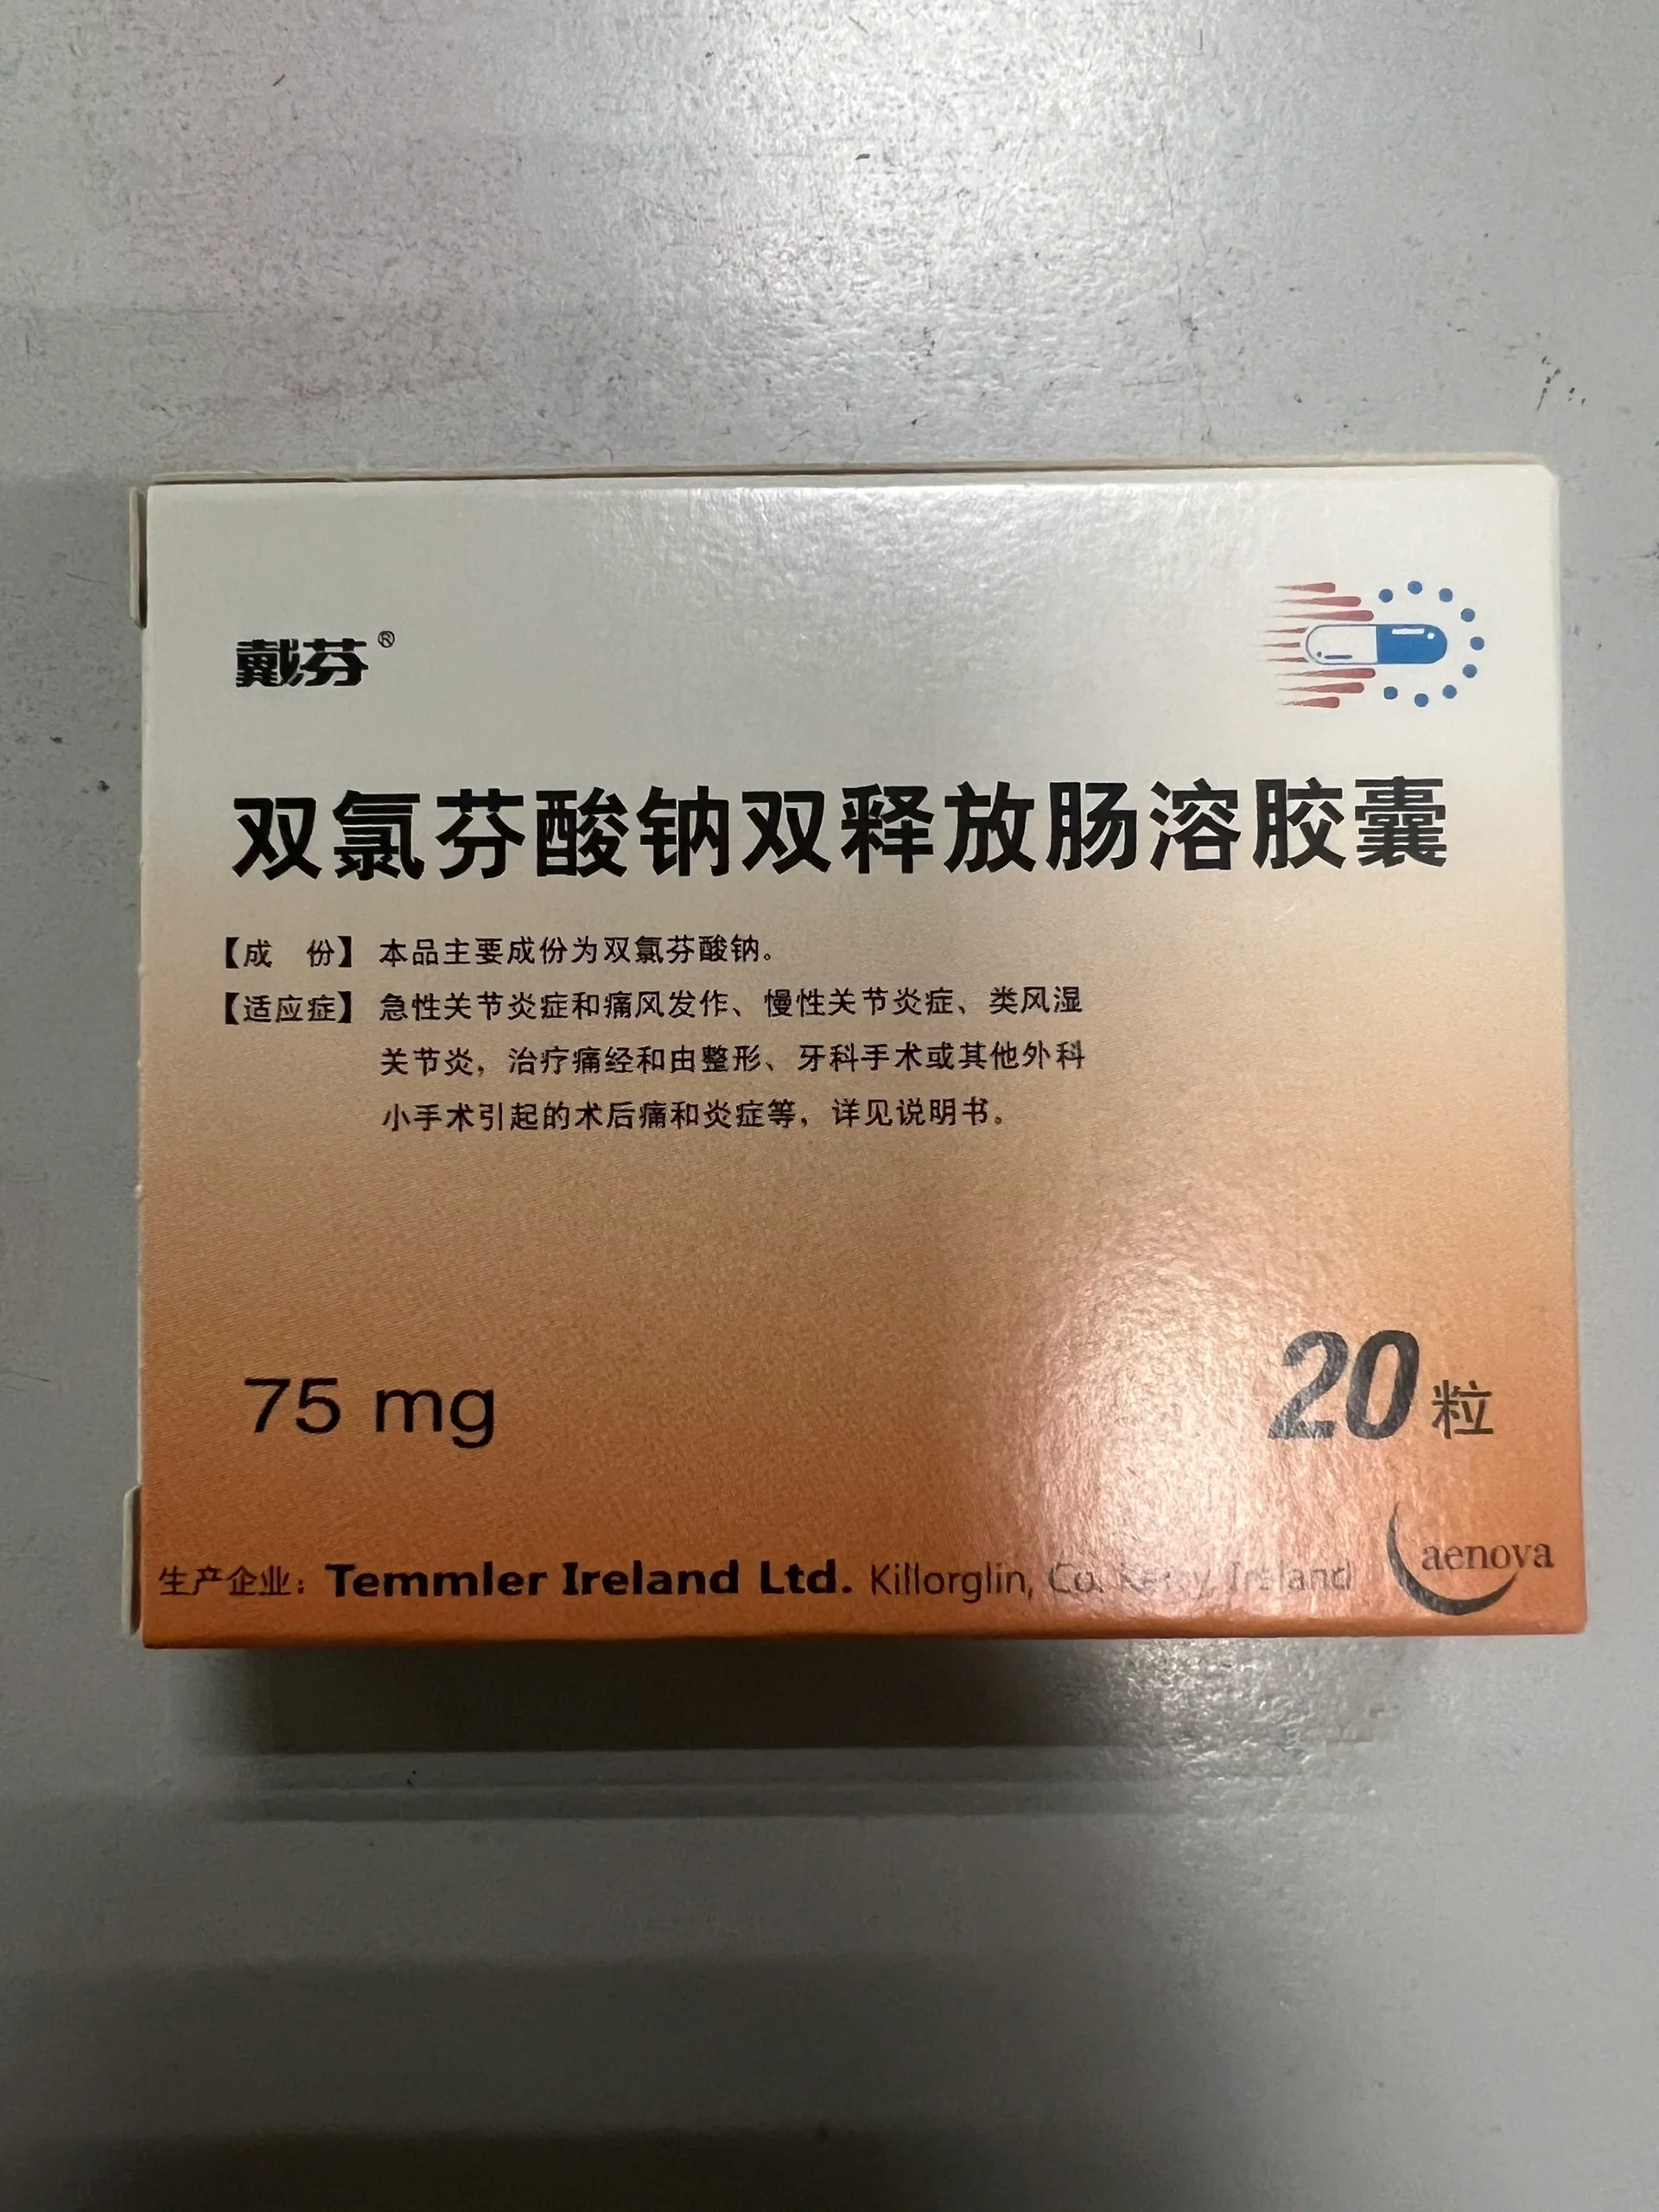 戴芬®
双氯芬酸钠双释放肠溶胶囊
【成 份】 本品主要成份为双氯芬酸钠。
【适应症】 急性关节炎症和痛风发作、慢性关节炎症、类风湿
关节炎，治疗痛经和由整形、牙科手术或其他外科
小手术引起的术后痛和炎症等，详见说明书。
75 mg
20粒
生产企业：Temmler Ireland Ltd. Killorglin, Co. Kerry, Ireland
aenova